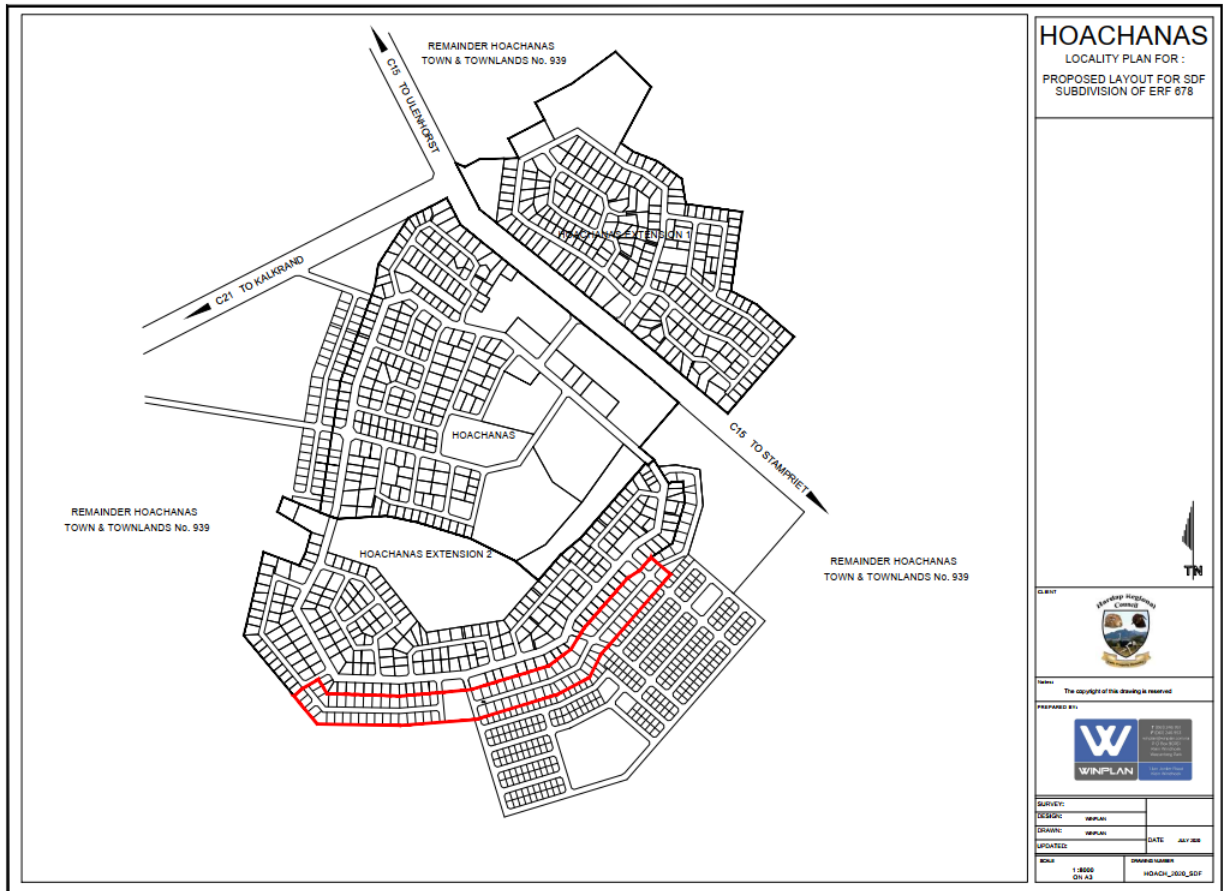 REMAINDER HOACHANAS
TOWN & TOWNLANDS No. 939
C15 TO ULENHORST
HOACHANAS EXTENSION 1
C21 TO KALKRAND
HOACHANAS
C15 TO STAMPRIET
REMAINDER HOACHANAS
TOWN & TOWNLANDS No. 939
HOACHANAS EXTENSION 2
REMAINDER HOACHANAS
TOWN & TOWNLANDS No. 939
HOACHANAS
LOCALITY PLAN FOR :
PROPOSED LAYOUT FOR SDF
SUBDIVISION OF ERF 678
TN
CLIENT
Hardap Regional
Council
Notes:
The copyright of this drawing is reserved
PREPARED BY:
W
WINPLAN
SURVEY:
DESIGN: WINPLAN
DRAWN: WINPLAN
UPDATED:
DATE JULY 2020
SCALE
1 :8000
ON A3
DRAWING NUMBER
HOACH_2020_SDF